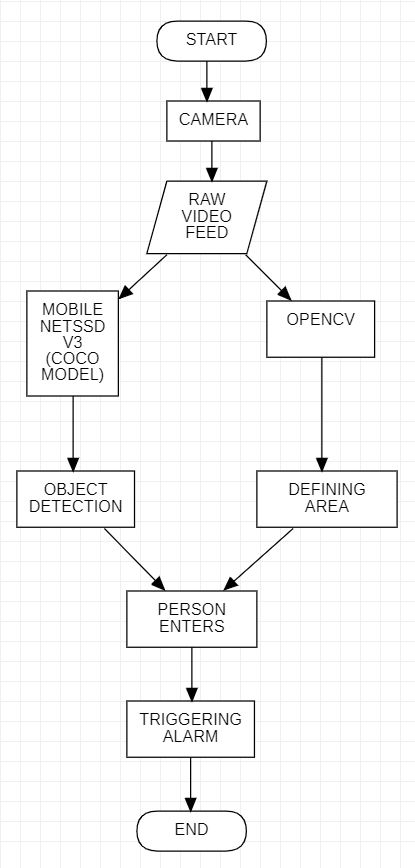 START
CAMERA
RAW
VIDEO
FEED
MOBILE
NETSSD
V3
(COCO
MODEL)
OPENCV
OBJECT
DETECTION
DEFINING
AREA
PERSON
ENTERS
TRIGGERING
ALARM
END